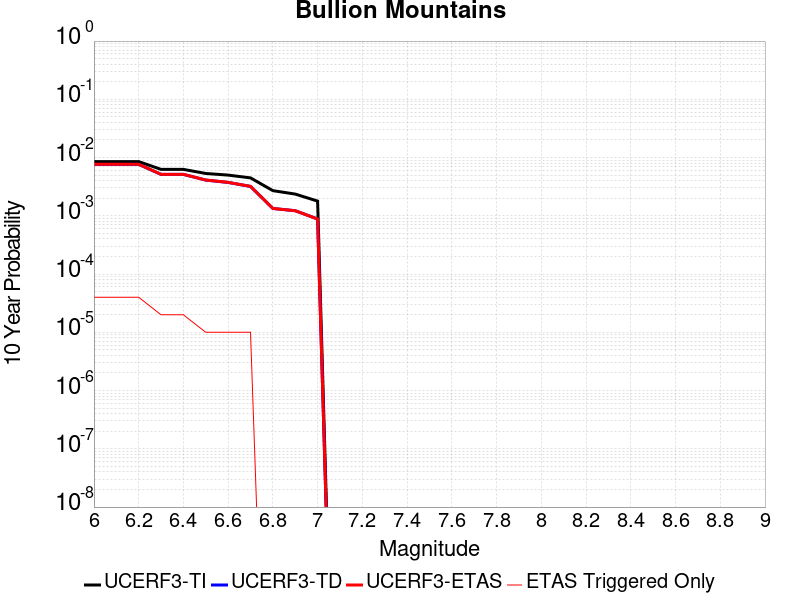 Bullion Mountains
10^0
10^-1
10^-2
10^-3
10^-4
10^-5
10^-6
10^-7
10^-8
10 Year Probability
6 6.2 6.4 6.6 6.8 7 7.2 7.4 7.6 7.8 8 8.2 8.4 8.6 8.8 9
Magnitude
UCERF3-TI UCERF3-TD UCERF3-ETAS ETAS Triggered Only